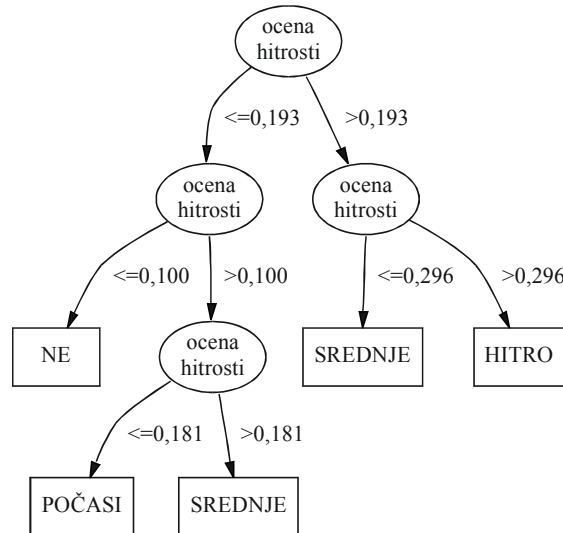 ocena
hitrosti
<=0,193
>0,193
ocena
hitrosti
ocena
hitrosti
<=0,100
>0,100
<=0,296
>0,296
NE
ocena
hitrosti
SREDNJE
HITRO
<=0,181
>0,181
POČASI
SREDNJE